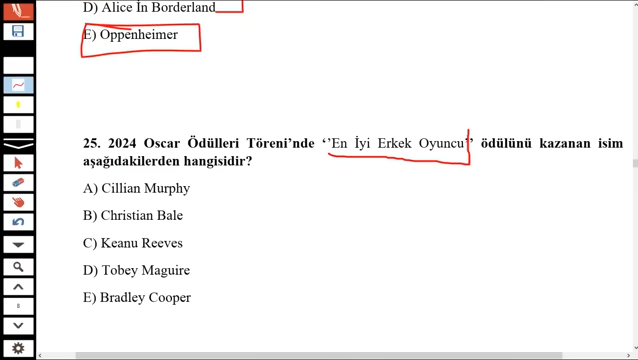 D) Alice İn Borderland
E) Oppenheimer
25. 2024 Oscar Ödülleri Töreni’nde ‘’En İyi Erkek Oyuncu’’ ödülünü kazanan isim
aşağıdakilerden hangisidir?
A) Cillian Murphy
B) Christian Bale
C) Keanu Reeves
D) Tobey Maguire
E) Bradley Cooper